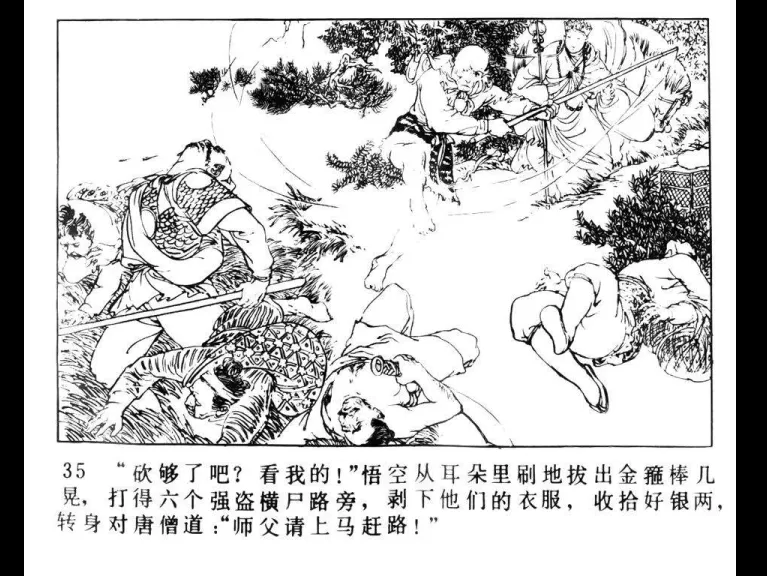 35 “砍够了吧？看我的！”悟空从耳朵里刷地拔出金箍棒几
晃，打得六个强盗横尸路旁，剥下他们的衣服，收拾好银两，
转身对唐僧道：“师父请上马赶路！”